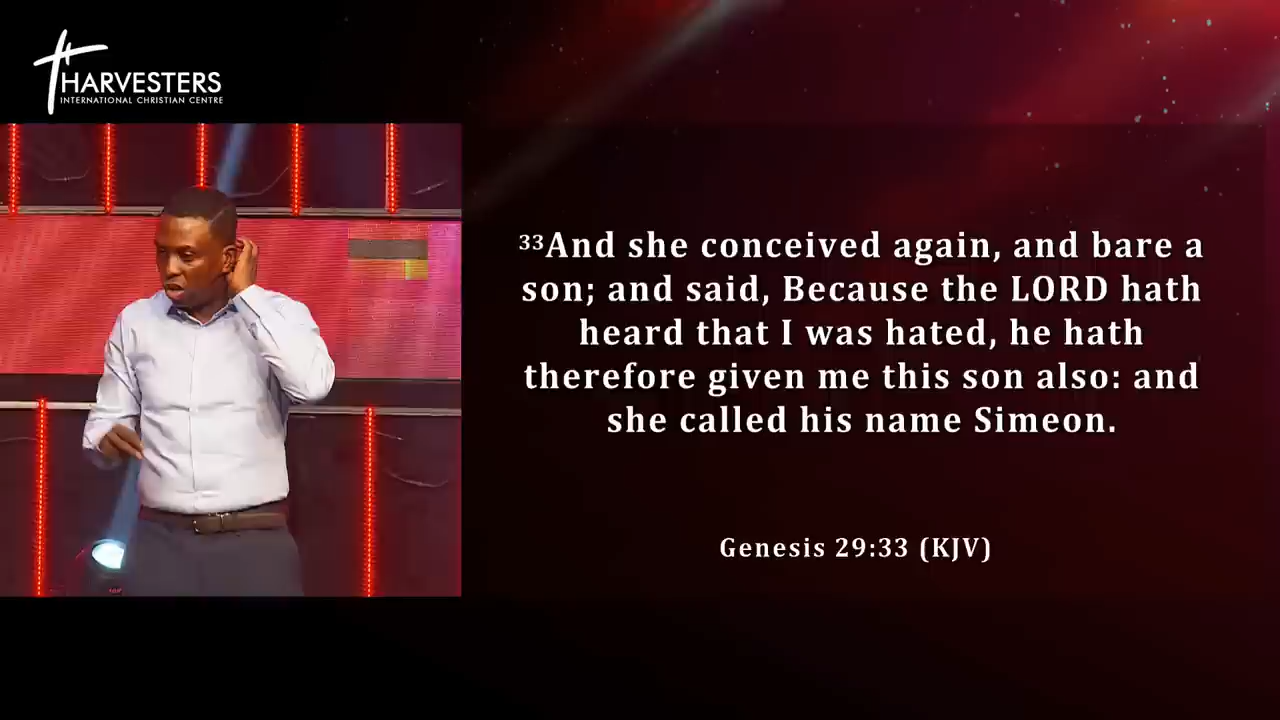 HARVESTERS
INTERNATIONAL CHRISTIAN CENTRE
33And she conceived again, and bare a
son; and said, Because the LORD hath
heard that I was hated, he hath
therefore given me this son also: and
she called his name Simeon.
Genesis 29:33 (KJV)